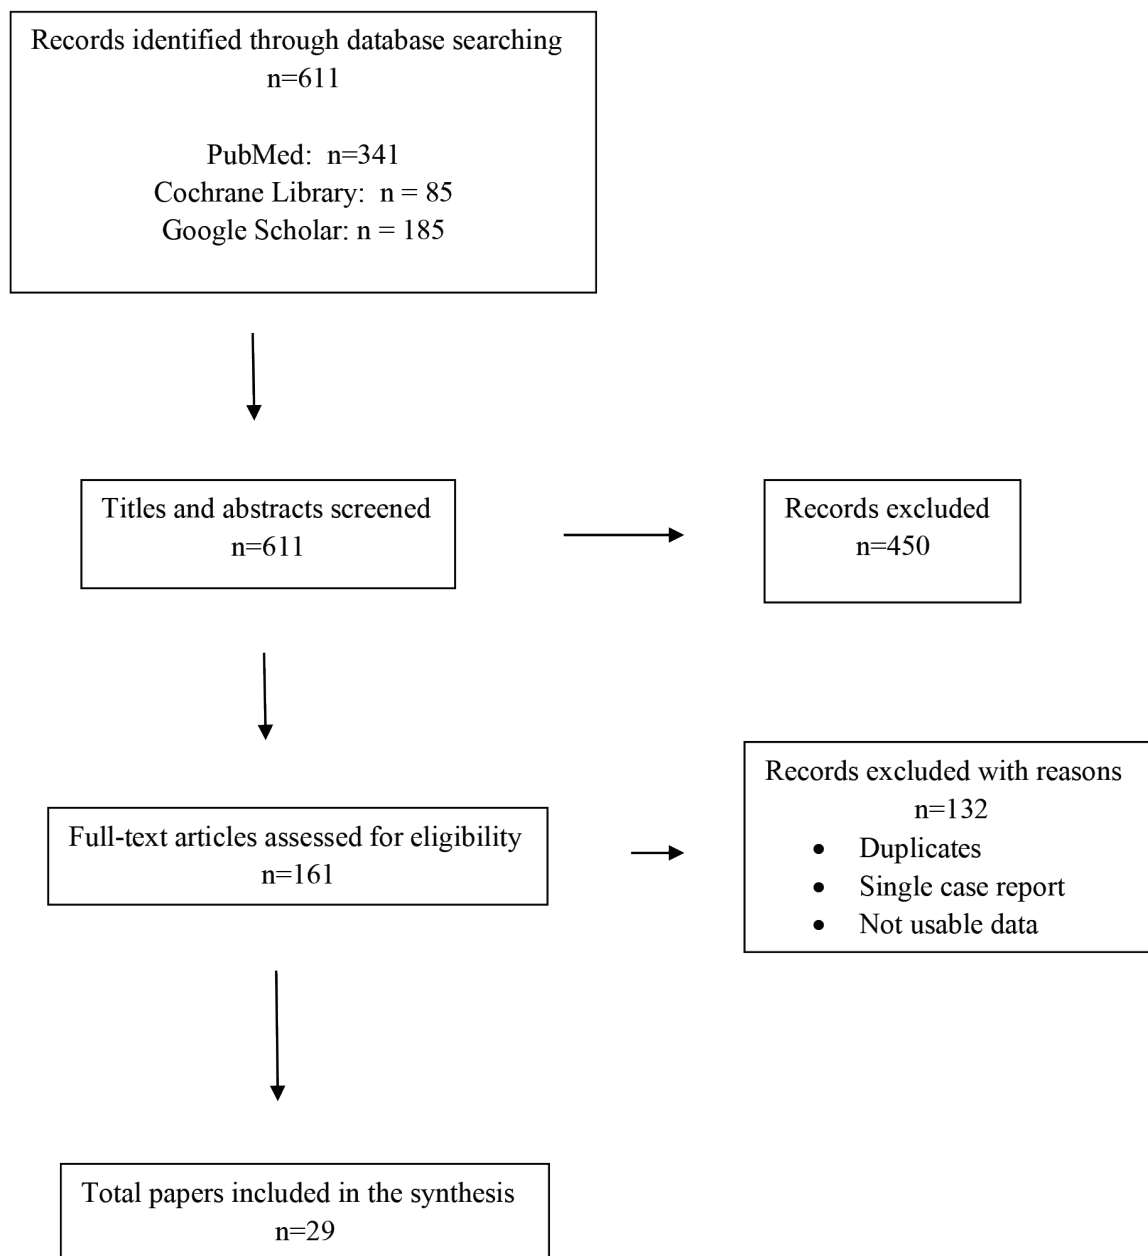 Records identified through database searching
n=611
PubMed:  n=341
Cochrane Library:  n = 85
Google Scholar: n = 185
Titles and abstracts screened
n=611
Records excluded
n=450
Records excluded with reasons
n=132
• Duplicates
• Single case report
• Not usable data
Full-text articles assessed for eligibility
n=161
Total papers included in the synthesis
n=29